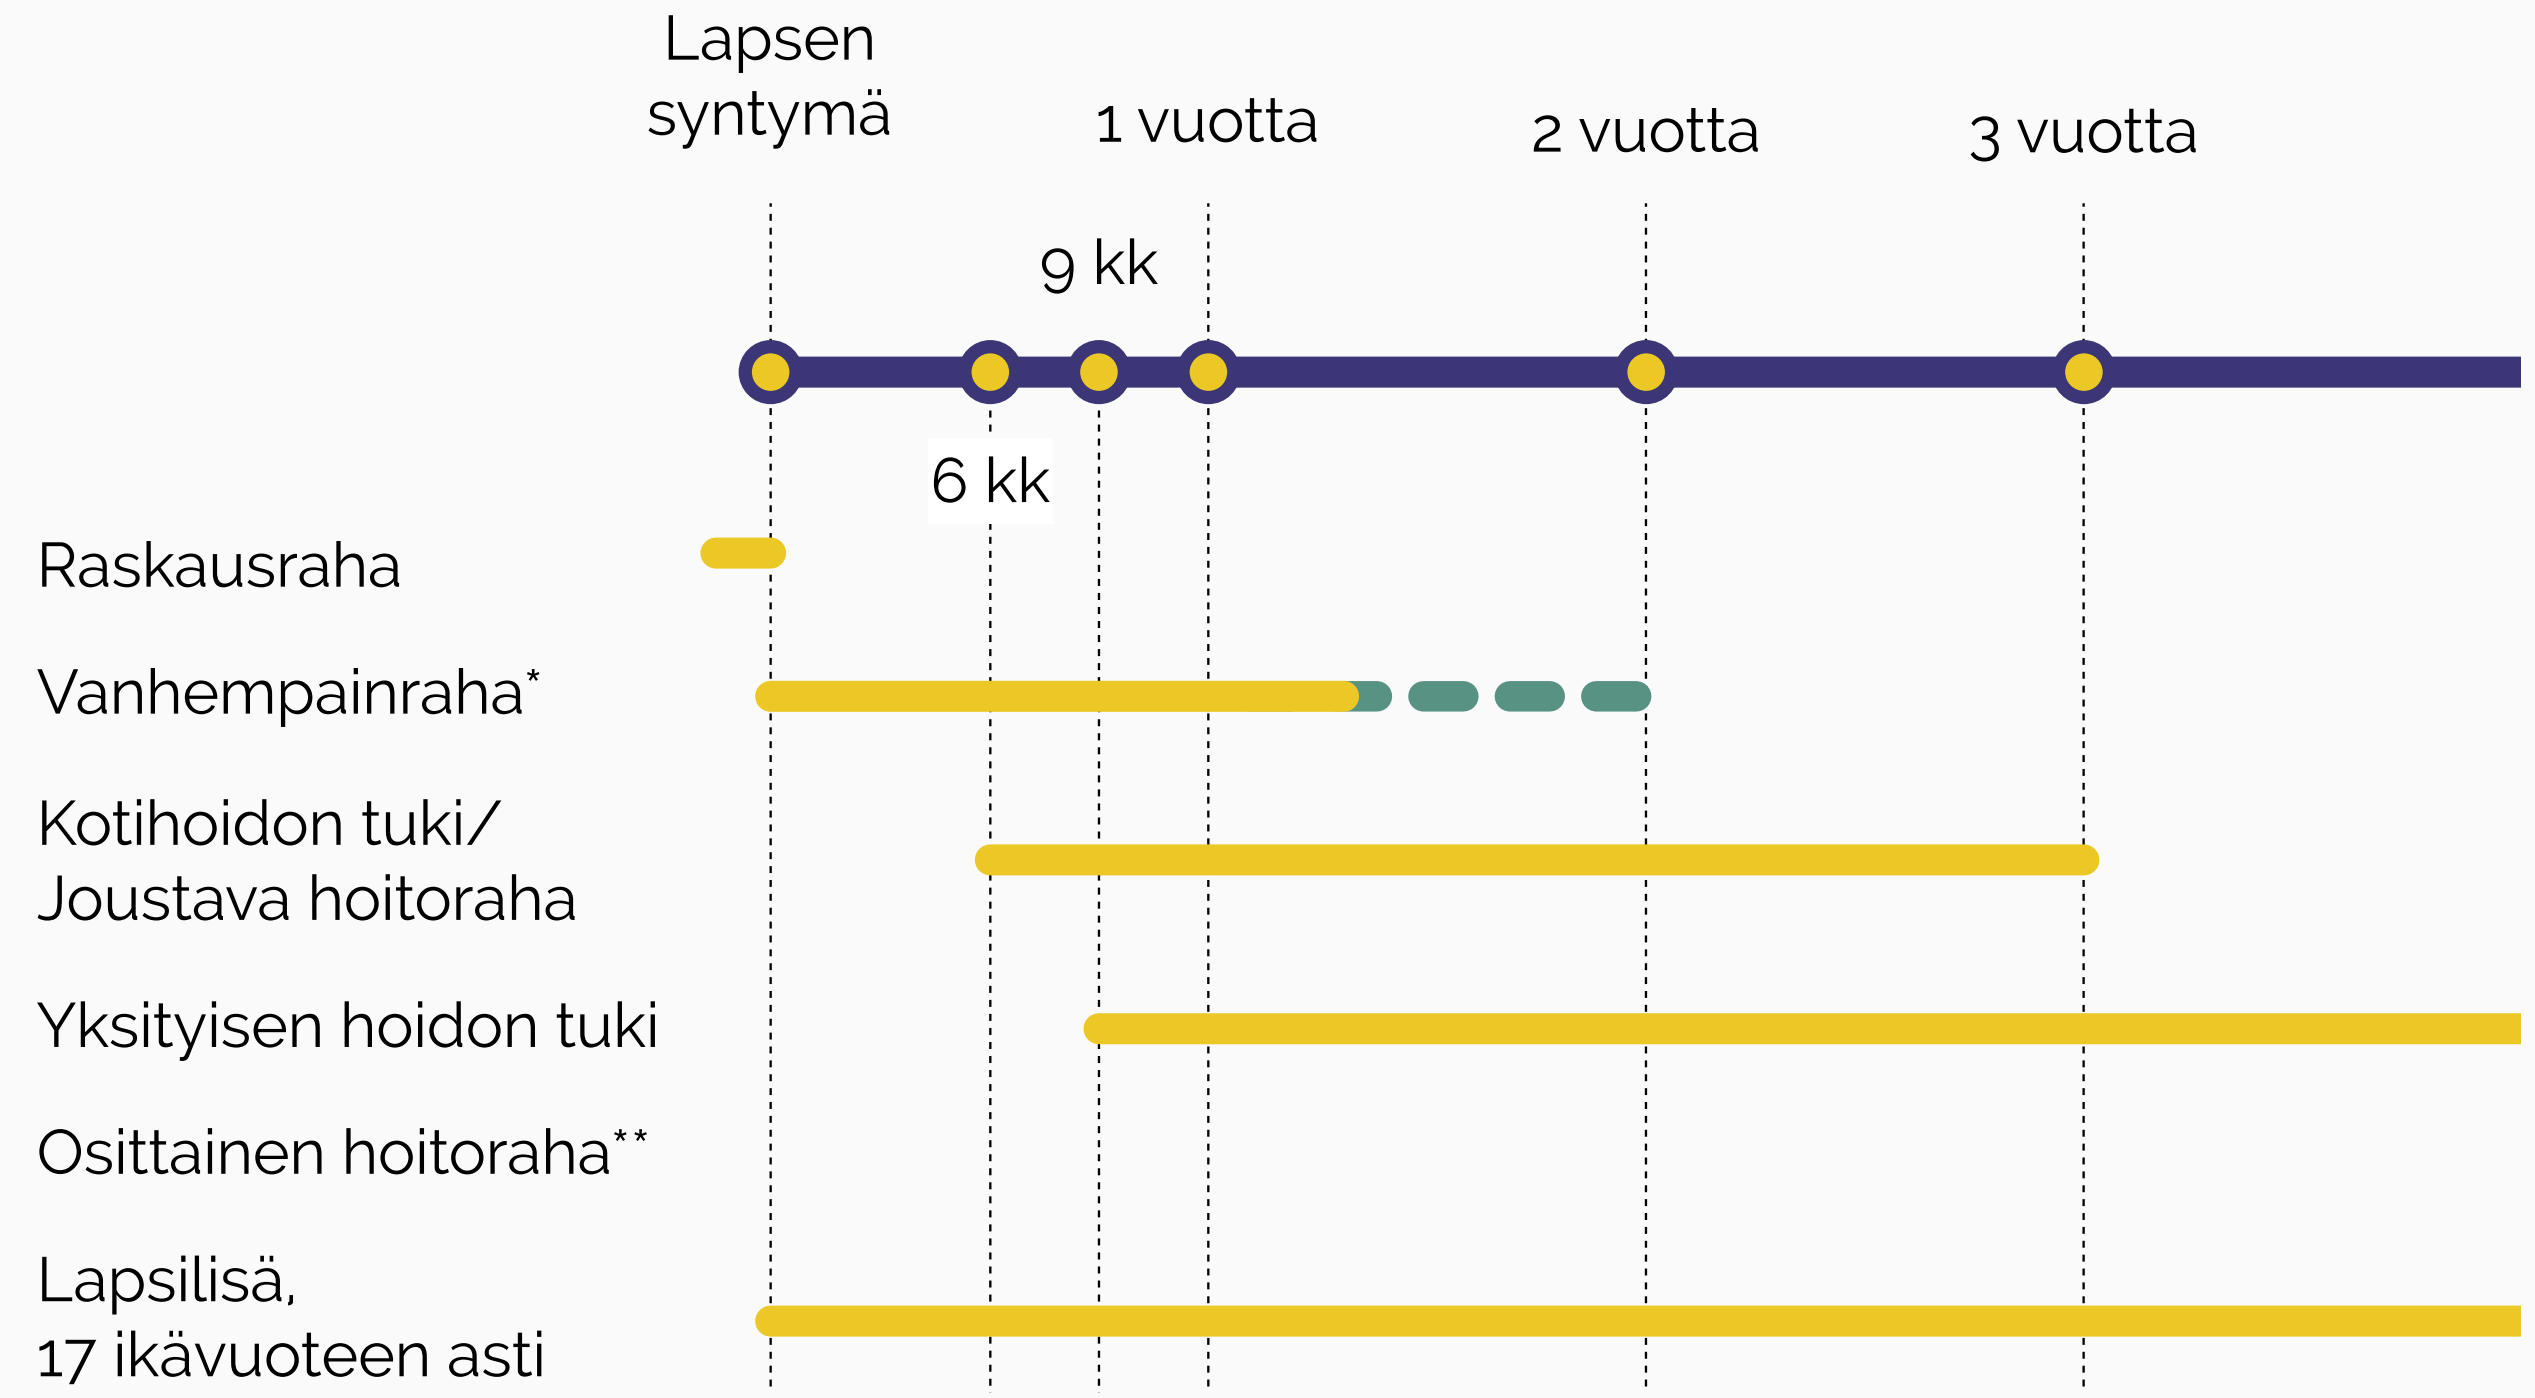 Lapsen
syntymä
1 vuotta
2 vuotta
3 vuotta
9 kk
6 kk
Raskausraha
Vanhempainraha*
Kotihoidon tuki/
Joustava hoitoraha
Yksityisen hoidon tuki
Osittainen hoitoraha**
Lapsilisä,
17 ikävuoteen asti